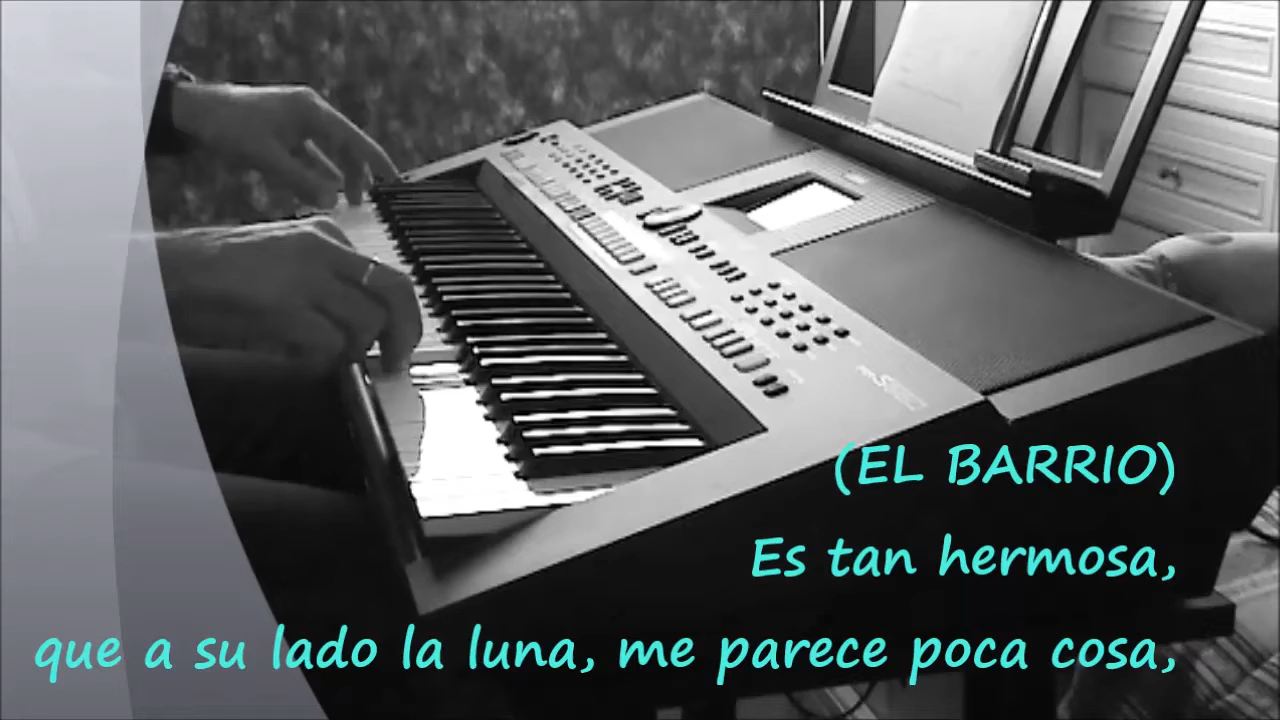 (EL BARRIO)
Es tan hermosa,
que a su lado la luna, me parece poca cosa,